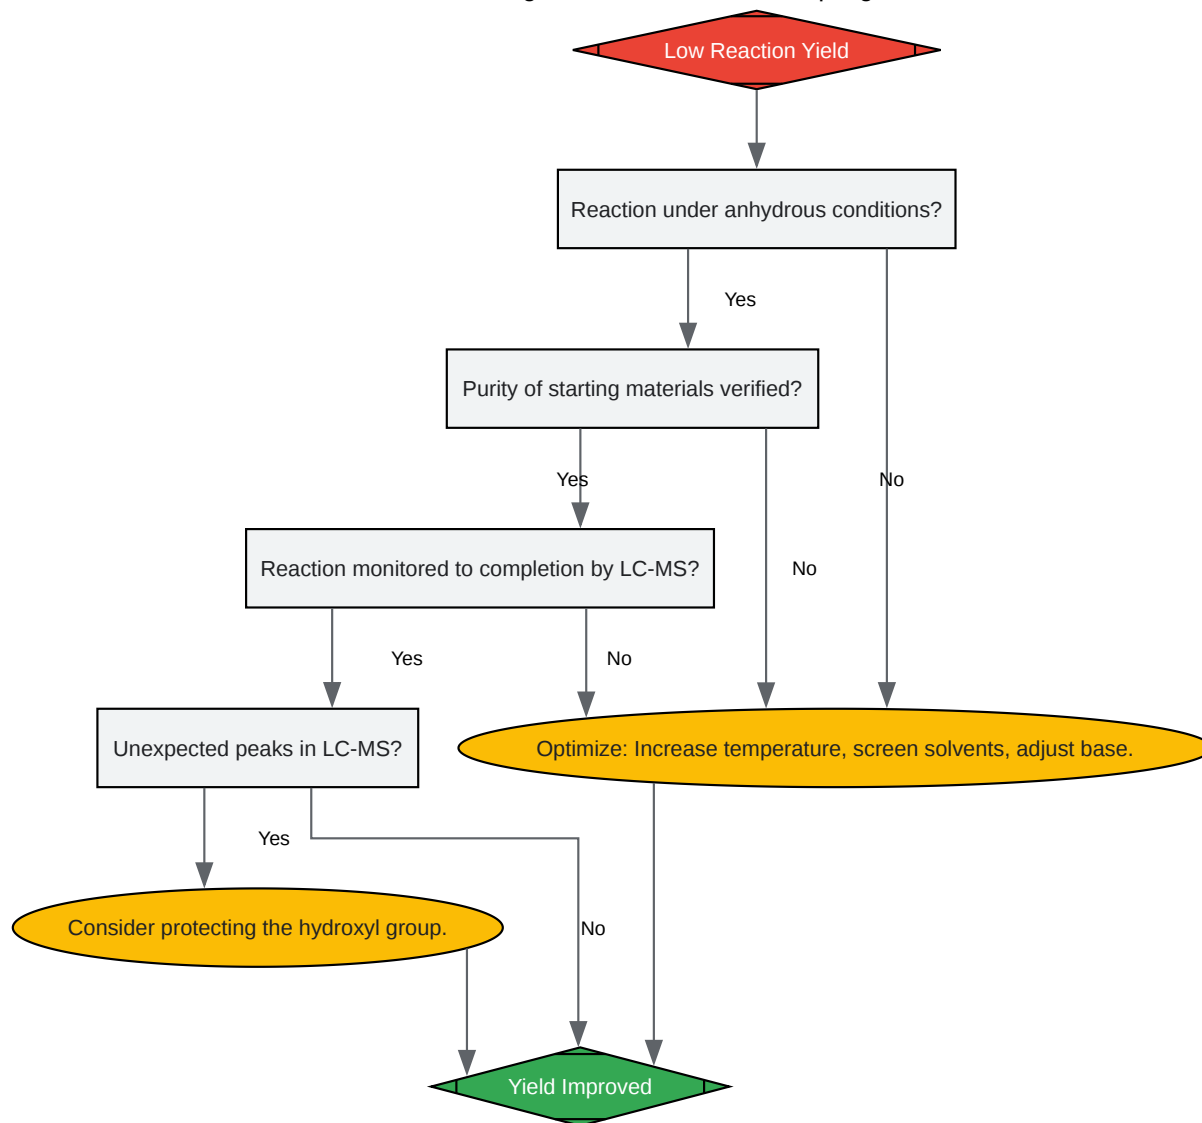 Low Reaction Yield
Reaction under anhydrous conditions?
Yes
Purity of starting materials verified?
Yes
No
No
Reaction monitored to completion by LC-MS?
Yes
No
Unexpected peaks in LC-MS?
Optimize: Increase temperature, screen solvents, adjust base.
Yes
Consider protecting the hydroxyl group.
No
Yield Improved